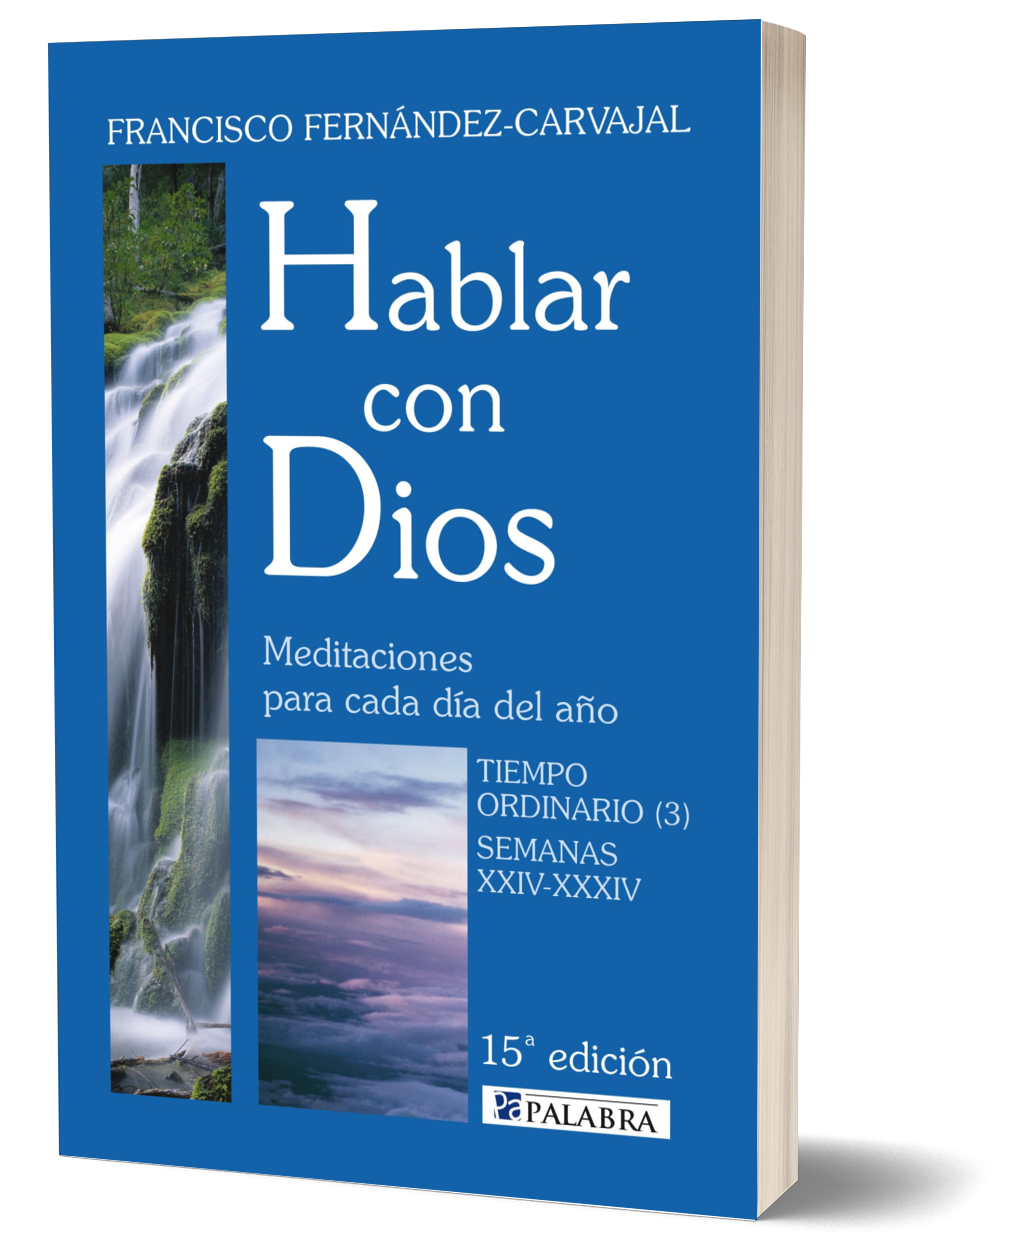 FRANCISCO FERNÁNDEZ-CARVAJAL
Hablar
con
Dios
Meditaciones
para cada día del año
TIEMPO
ORDINARIO (3)
SEMANAS
XXIV-XXXIV
15ª edición
Pa PALABRA